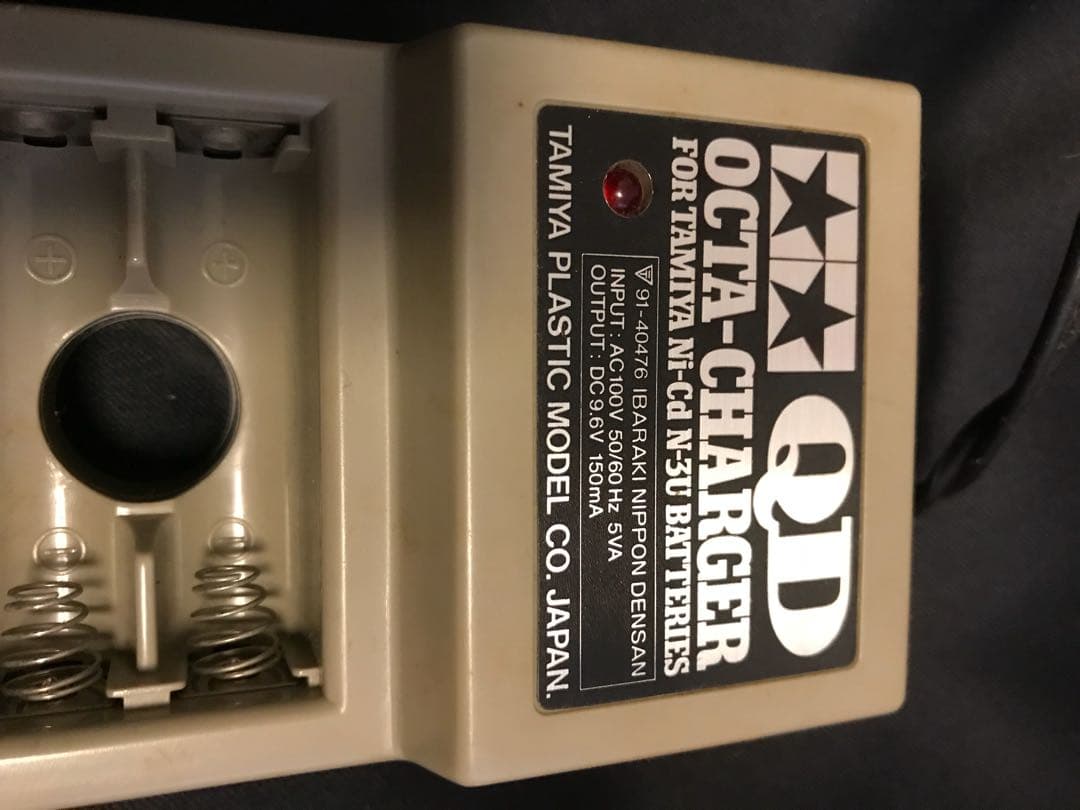 QD
OCTA-CHARGER
FOR TAMIYA Ni-Cd N-3U BATTERIES
91-40476 IBARAKI NIPPON DENSAN
INPUT : AC100V 50/60Hz 5VA
OUTPUT : DC9.6V 150mA
TAMIYA PLASTIC MODEL CO. JAPAN.
+
+
−
−